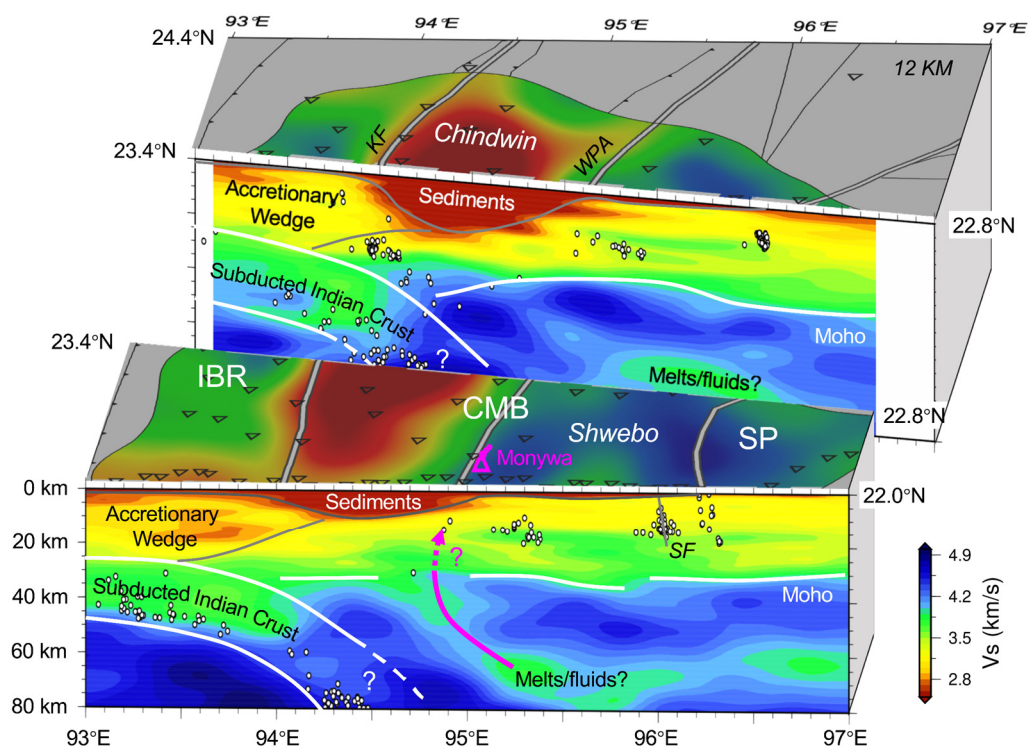 93°E 94°E 95°E 96°E 97°E
24.4°N
12 KM
Chindwin
KF
WPA
23.4°N
Accretionary
Wedge
Sediments
22.8°N
Subducted Indian Crust
?
Moho
Melts/fluids?
23.4°N
IBR
CMB
Shwebo
SP
22.8°N
Monywa
0 km
Sediments
22.0°N
Accretionary
Wedge
20 km
?
SF
40 km
Subducted Indian Crust
Moho
60 km
?
Melts/fluids?
80 km
93°E 94°E 95°E 96°E 97°E
4.9
4.2
3.5
2.8
Vs (km/s)